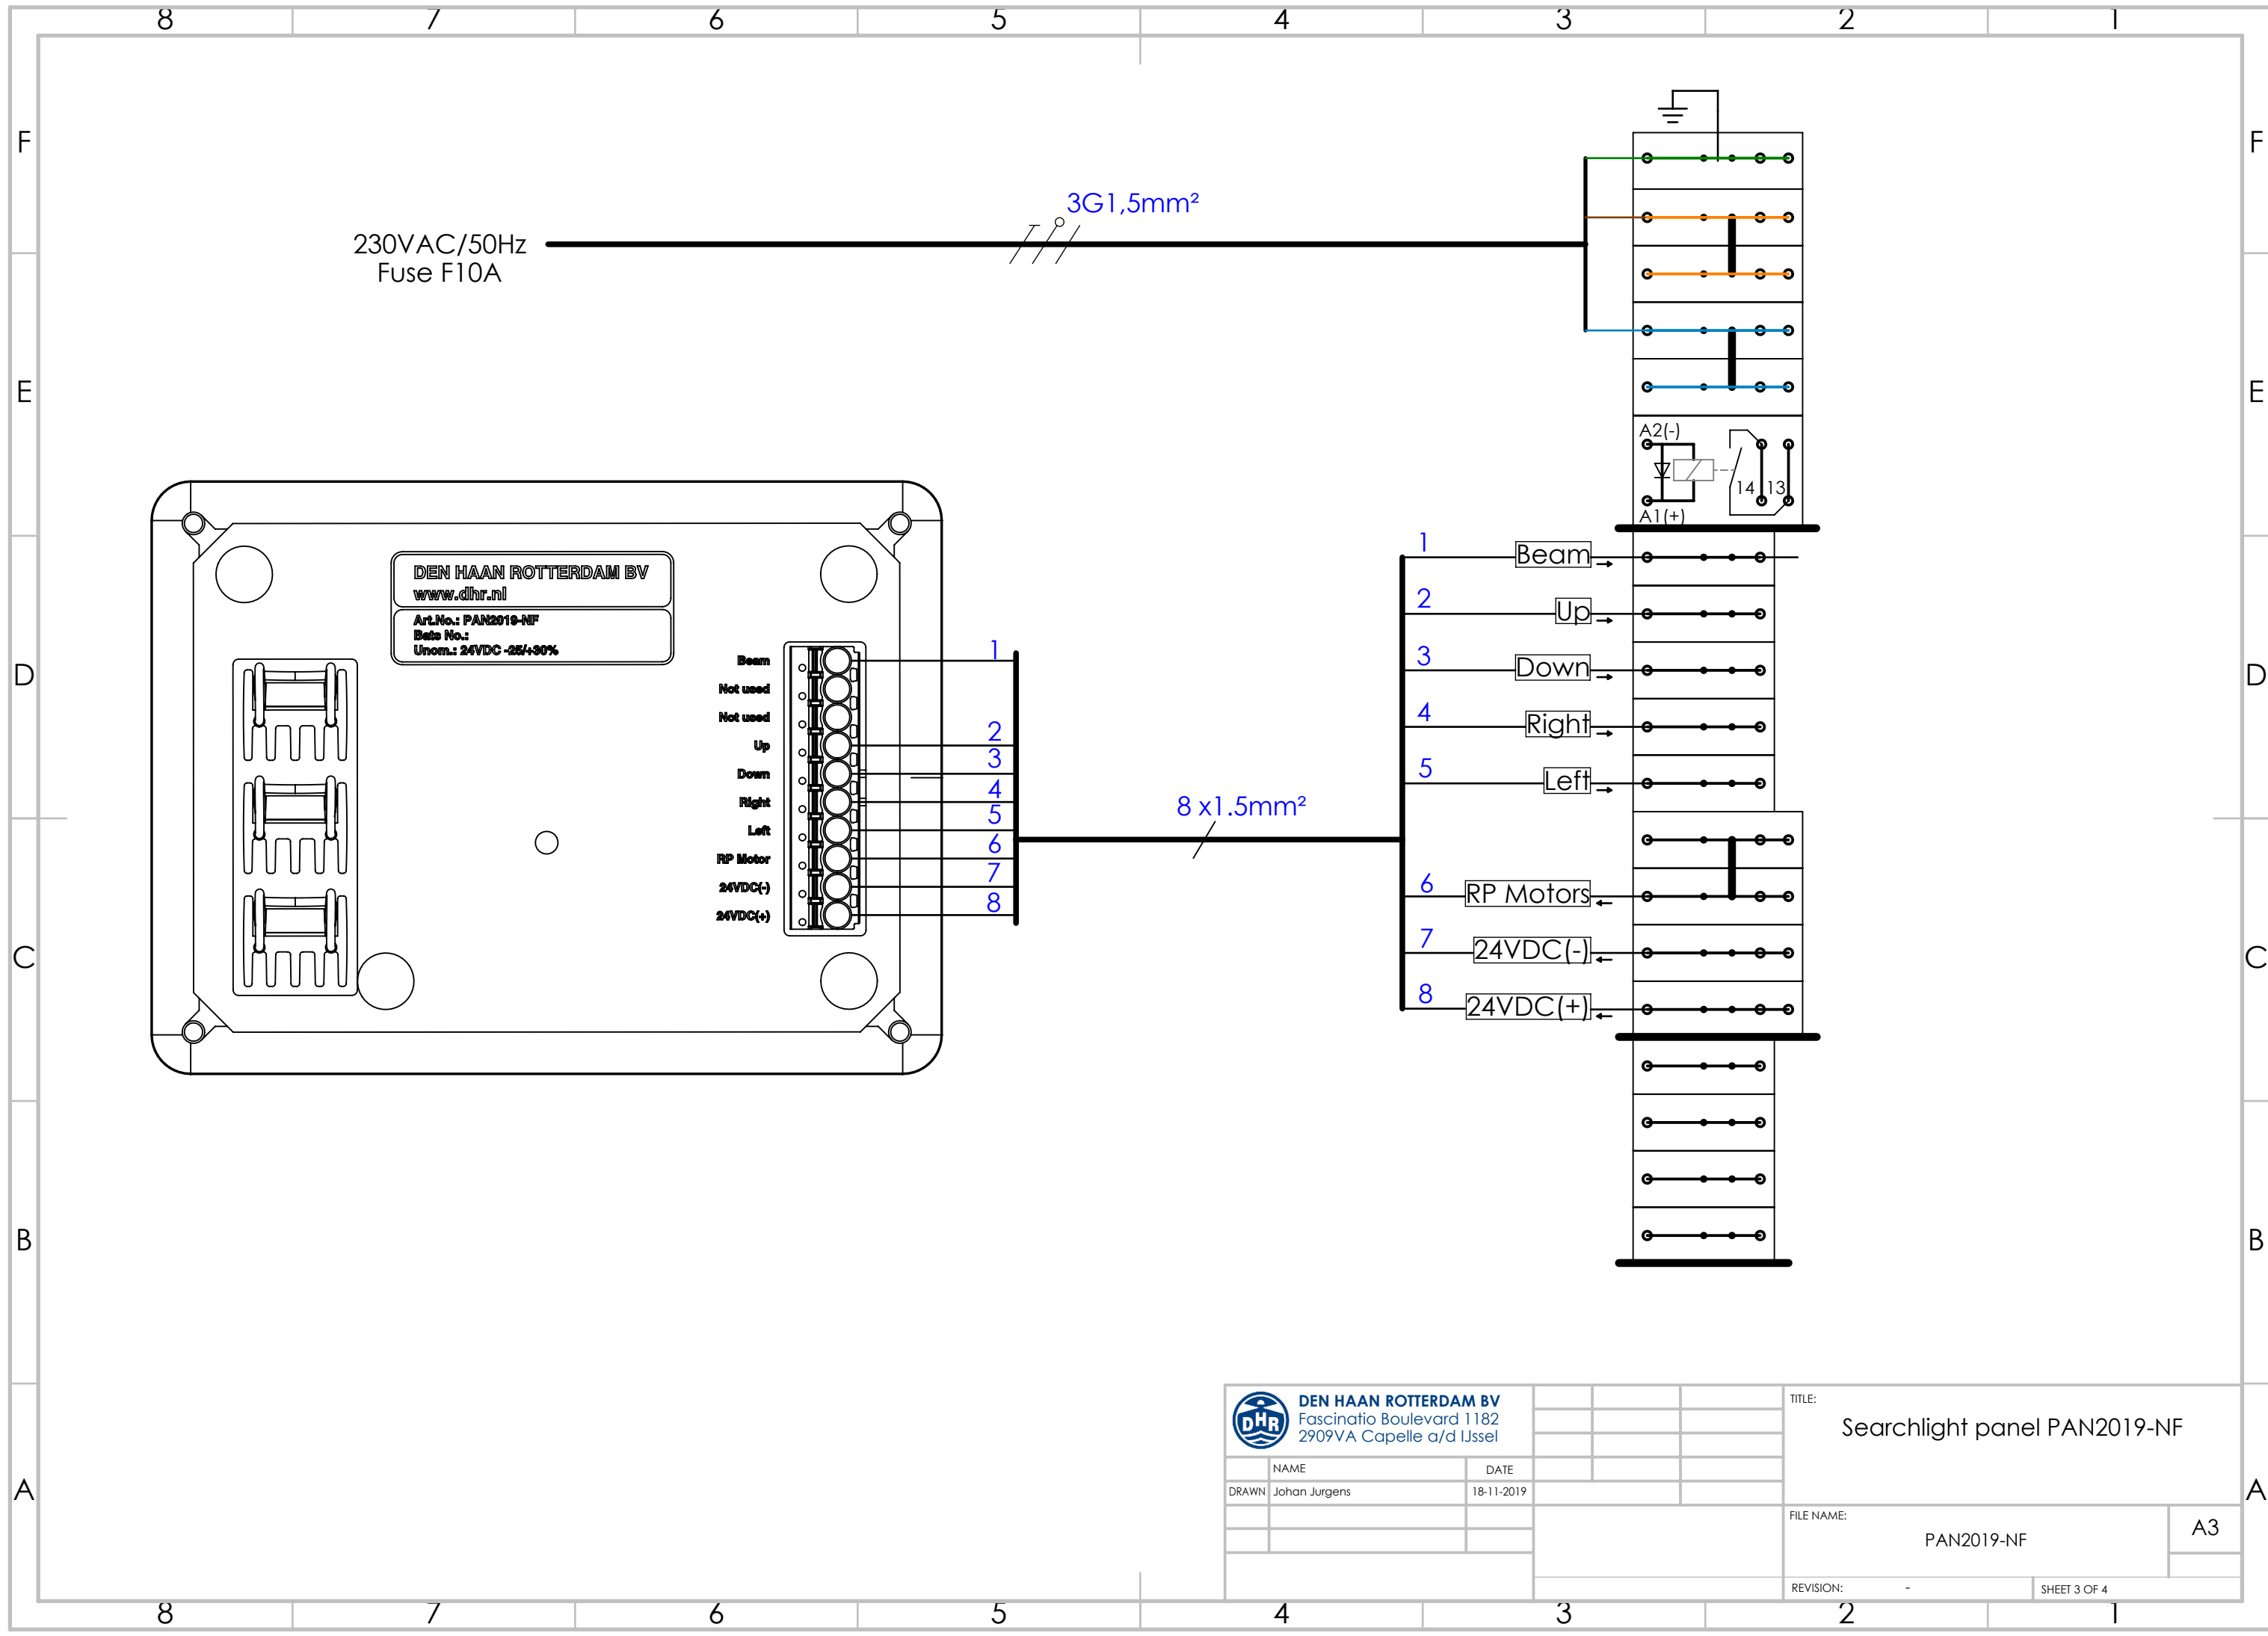 8 7 6 5 4 3 2 1
F F
3G1,5mm²
230VAC/50Hz
Fuse F10A
E E
A2(-)
14 13
A1(+)
DEN HAAN ROTTERDAM BV
www.dhr.nl
Art.No.: PAN2019-NF
Bats No.:
Unom.: 24VDC -25/+30%
D D
Beam 1
Not used
Not used
Up 2
Down 3
Right 4
Left 5
RP Motor 6
24VDC(-) 7
24VDC(+) 8
8 x1.5mm²
1 Beam
2 Up
3 Down
4 Right
5 Left
6 RP Motors
7 24VDC(-)
8 24VDC(+)
C C
B B
A A
DHR
DEN HAAN ROTTERDAM BV
Fascinatio Boulevard 1182
2909VA Capelle a/d IJssel
NAME DATE
DRAWN Johan Jurgens 18-11-2019
TITLE:
Searchlight panel PAN2019-NF
FILE NAME:
PAN2019-NF
A3
REVISION: -
SHEET 3 OF 4
8 7 6 5 4 3 2 1